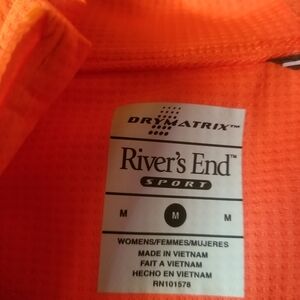 DRYMATRIX™
River's End™
SPORT
M M M
WOMENS/FEMMES/MUJERES
MADE IN VIETNAM
FAIT A VIETNAM
HECHO EN VIETNAM
RN101578